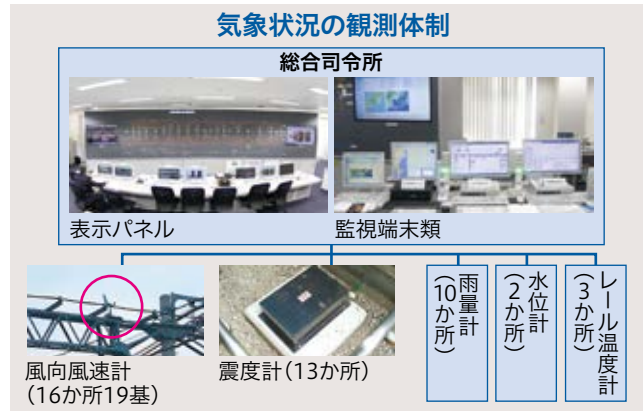 気象状況の観測体制
総合司令所
表示パネル
監視端末類
風向風速計
(16か所19基)
震度計(13か所)
雨量計
(10か所)
水位計
(2か所)
レール温度計
(3か所)